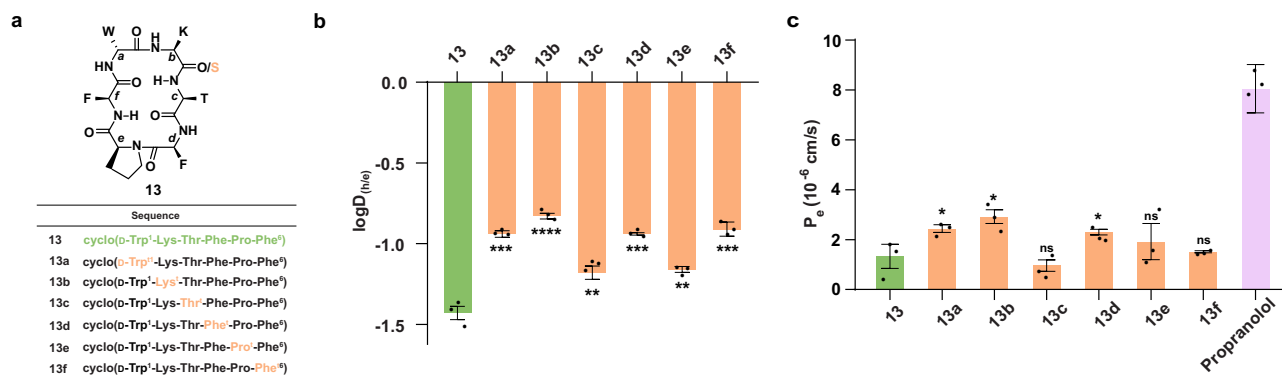 a
W O H K
N
a b
HN O O/S
O H-N
F f c T
N-H O
O NH
e N d
O F
13
Sequence
13 cyclo(D-Trp¹-Lys-Thr-Phe-Pro-Phe⁶)
13a cyclo(D-Trpᵗ¹-Lys-Thr-Phe-Pro-Phe⁶)
13b cyclo(D-Trp¹-Lysᵗ-Thr-Phe-Pro-Phe⁶)
13c cyclo(D-Trp¹-Lys-Thrᵗ-Phe-Pro-Phe⁶)
13d cyclo(D-Trp¹-Lys-Thr-Pheᵗ-Pro-Phe⁶)
13e cyclo(D-Trp¹-Lys-Thr-Phe-Proᵗ-Phe⁶)
13f cyclo(D-Trp¹-Lys-Thr-Phe-Pro-Pheᵗ⁶)
b
13 13a 13b 13c 13d 13e 13f
0.0
-0.5
-1.0
-1.5
logD(h/e)
*** **** ** *** ** ***
c
10
8
6
4
2
0
Pe (10⁻⁶ cm/s)
* * ns * ns ns
13 13a 13b 13c 13d 13e 13f Propranolol